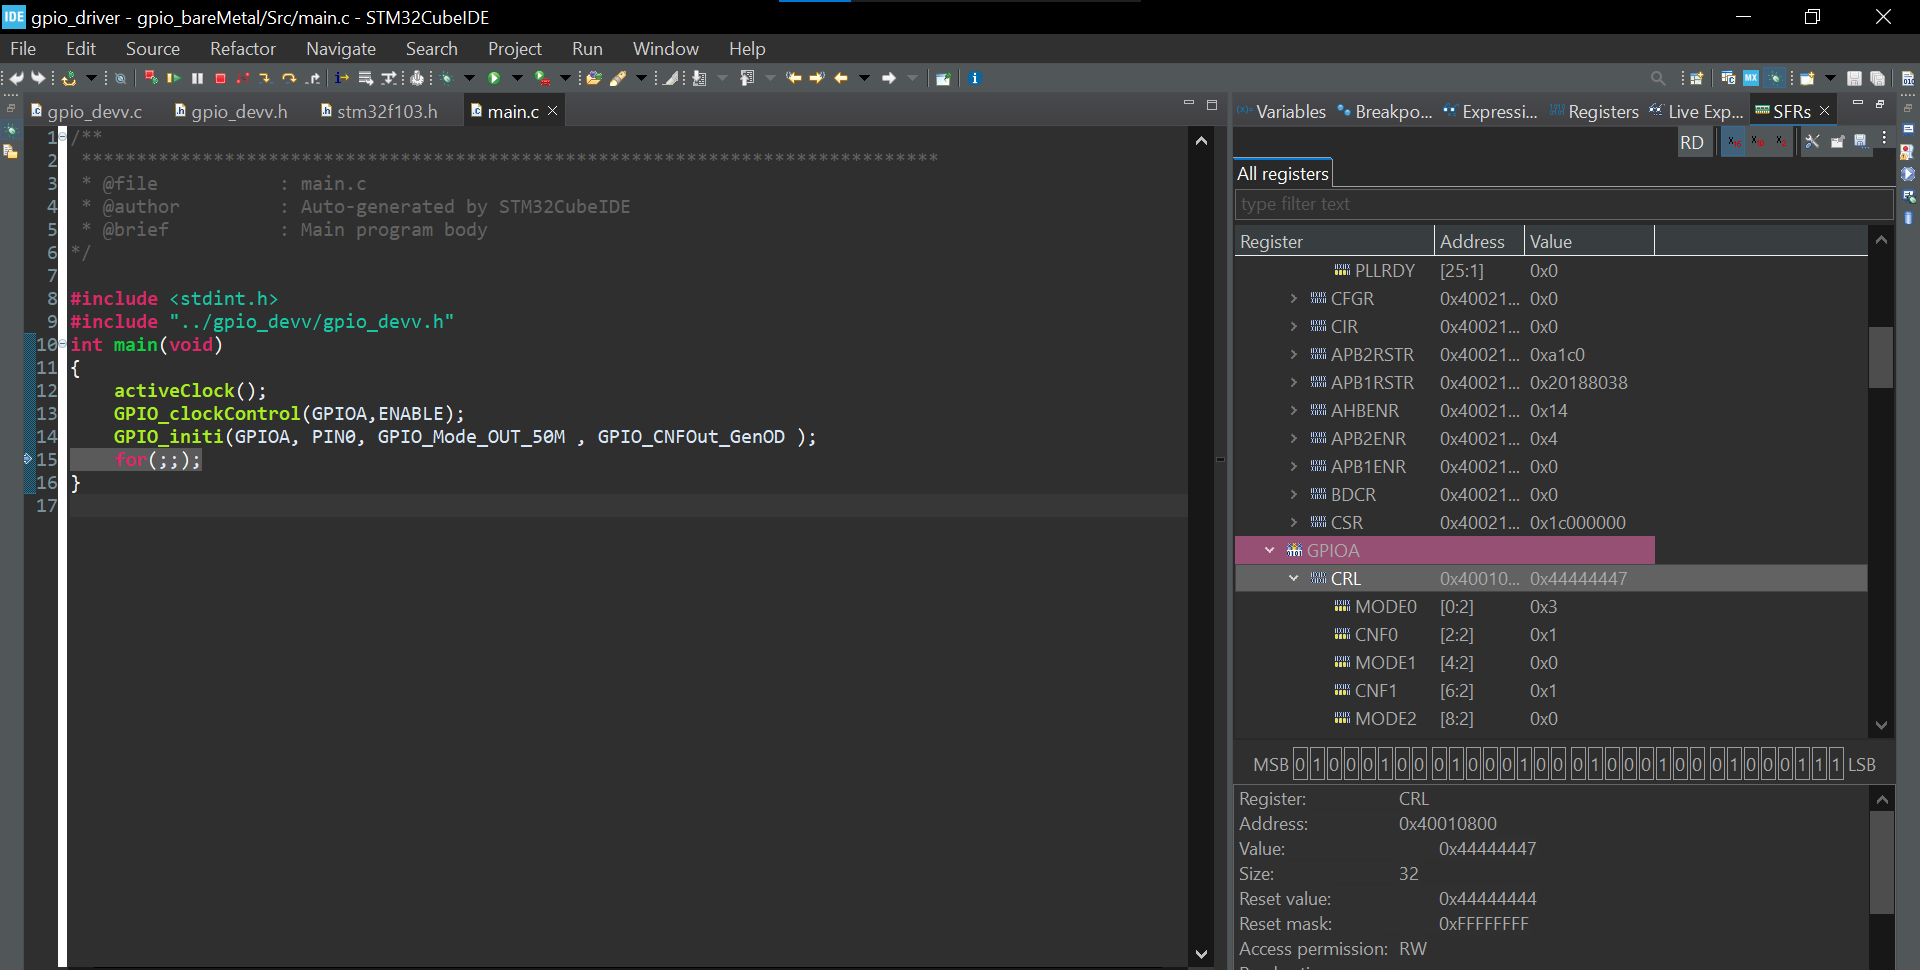 IDE gpio_driver - gpio_bareMetal/Src/main.c - STM32CubeIDE
File Edit Source Refactor Navigate Search Project Run Window Help
gpio_devv.c gpio_devv.h stm32f103.h main.c
1 /**
2 ******************************************************************************
3 * @file : main.c
4 * @author : Auto-generated by STM32CubeIDE
5 * @brief : Main program body
6 */
7
8 #include <stdint.h>
9 #include "../gpio_devv/gpio_devv.h"
10 int main(void)
11 {
12 activeClock();
13 GPIO_clockControl(GPIOA,ENABLE);
14 GPIO_initi(GPIOA, PIN0, GPIO_Mode_OUT_50M , GPIO_CNFOut_GenOD );
15 for(;;);
16 }
17
Variables Breakpo... Expressi... Registers Live Exp... SFRs
RD
All registers
type filter text
Register Address Value
PLLRDY [25:1] 0x0
CFGR 0x40021... 0x0
CIR 0x40021... 0x0
APB2RSTR 0x40021... 0xa1c0
APB1RSTR 0x40021... 0x20188038
AHBENR 0x40021... 0x14
APB2ENR 0x40021... 0x4
APB1ENR 0x40021... 0x0
BDCR 0x40021... 0x0
CSR 0x40021... 0x1c000000
GPIOA
CRL 0x40010... 0x44444447
MODE0 [0:2] 0x3
CNF0 [2:2] 0x1
MODE1 [4:2] 0x0
CNF1 [6:2] 0x1
MODE2 [8:2] 0x0
MSB 0 1 0 0 0 1 0 0 0 1 0 0 0 1 0 0 0 1 0 0 0 1 0 0 0 1 0 0 0 1 1 1 LSB
Register: CRL
Address: 0x40010800
Value: 0x44444447
Size: 32
Reset value: 0x44444444
Reset mask: 0xFFFFFFFF
Access permission: RW